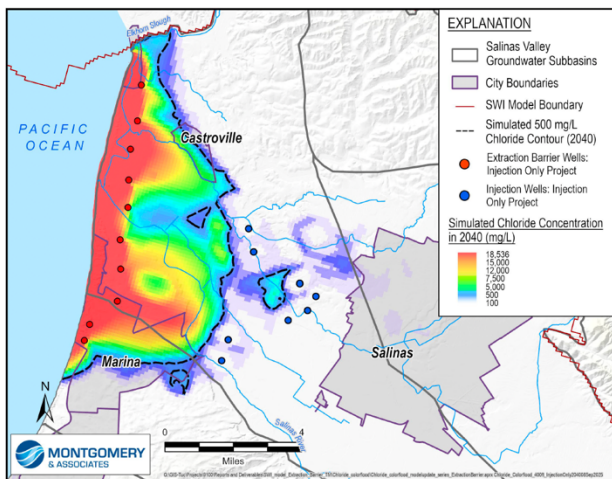 Elkhorn Slough
PACIFIC
OCEAN
Castroville
Marina
Salinas
Salinas River
N
0
4
Miles
MONTGOMERY
& ASSOCIATES
EXPLANATION
Salinas Valley
Groundwater Subbasins
City Boundaries
SWI Model Boundary
Simulated 500 mg/L
Chloride Contour (2040)
Extraction Barrier Wells:
Injection Only Project
Injection Wells: Injection
Only Project
Simulated Chloride Concentration
in 2040 (mg/L)
18,536
15,000
12,000
7,500
5,000
500
100